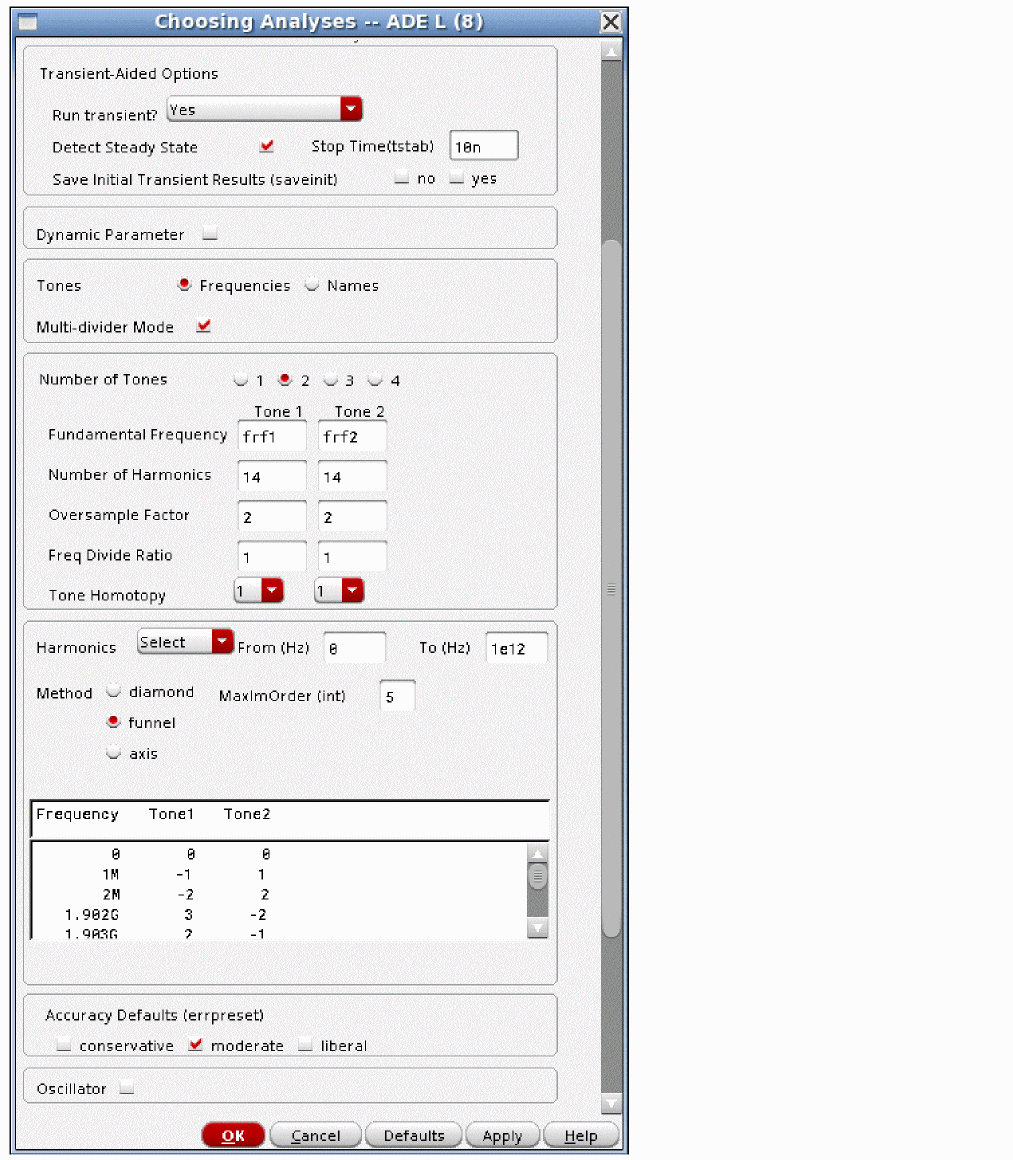 Choosing Analyses -- ADE L (8)
Transient-Aided Options
Run transient? Yes
Detect Steady State Stop Time(tstab) 10n
Save Initial Transient Results (saveinit) no yes
Dynamic Parameter
Tones Frequencies Names
Multi-divider Mode
Number of Tones 1 2 3 4
Tone 1 Tone 2
Fundamental Frequency frf1 frf2
Number of Harmonics 14 14
Oversample Factor 2 2
Freq Divide Ratio 1 1
Tone Homotopy 1 1
Harmonics Select From (Hz) 0 To (Hz) 1e12
Method diamond MaxImOrder (int) 5
funnel
axis
Frequency Tone1 Tone2
0 0 0
1M -1 1
2M -2 2
1.902G 3 -2
1.903G 2 -1
Accuracy Defaults (errpreset)
conservative moderate liberal
Oscillator
OK Cancel Defaults Apply Help